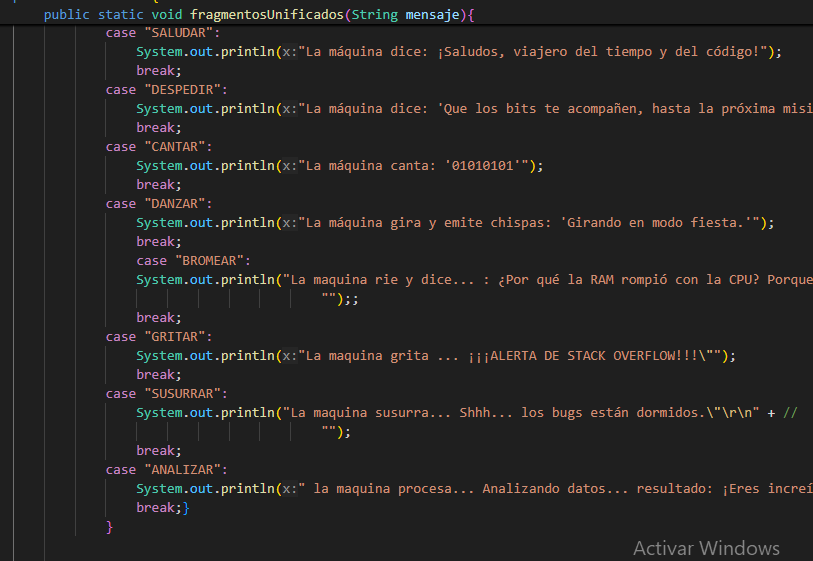 public static void fragmentosUnificados(String mensaje){
case "SALUDAR":
System.out.println(x:"La máquina dice: ¡Saludos, viajero del tiempo y del código!");
break;
case "DESPEDIR":
System.out.println(x:"La máquina dice: 'Que los bits te acompañen, hasta la próxima misi
break;
case "CANTAR":
System.out.println(x:"La máquina canta: '01010101'");
break;
case "DANZAR":
System.out.println(x:"La máquina gira y emite chispas: 'Girando en modo fiesta.'");
break;
case "BROMEAR":
System.out.println("La maquina rie y dice... : ¿Por qué la RAM rompió con la CPU? Porque
"");;
break;
case "GRITAR":
System.out.println(x:"La maquina grita ... ¡¡¡ALERTA DE STACK OVERFLOW!!!\"");
break;
case "SUSURRAR":
System.out.println("La maquina susurra... Shhh... los bugs están dormidos.\"\r\n" + //
"");
break;
case "ANALIZAR":
System.out.println(x:" la maquina procesa... Analizando datos... resultado: ¡Eres increí
break;}
}
Activar Windows